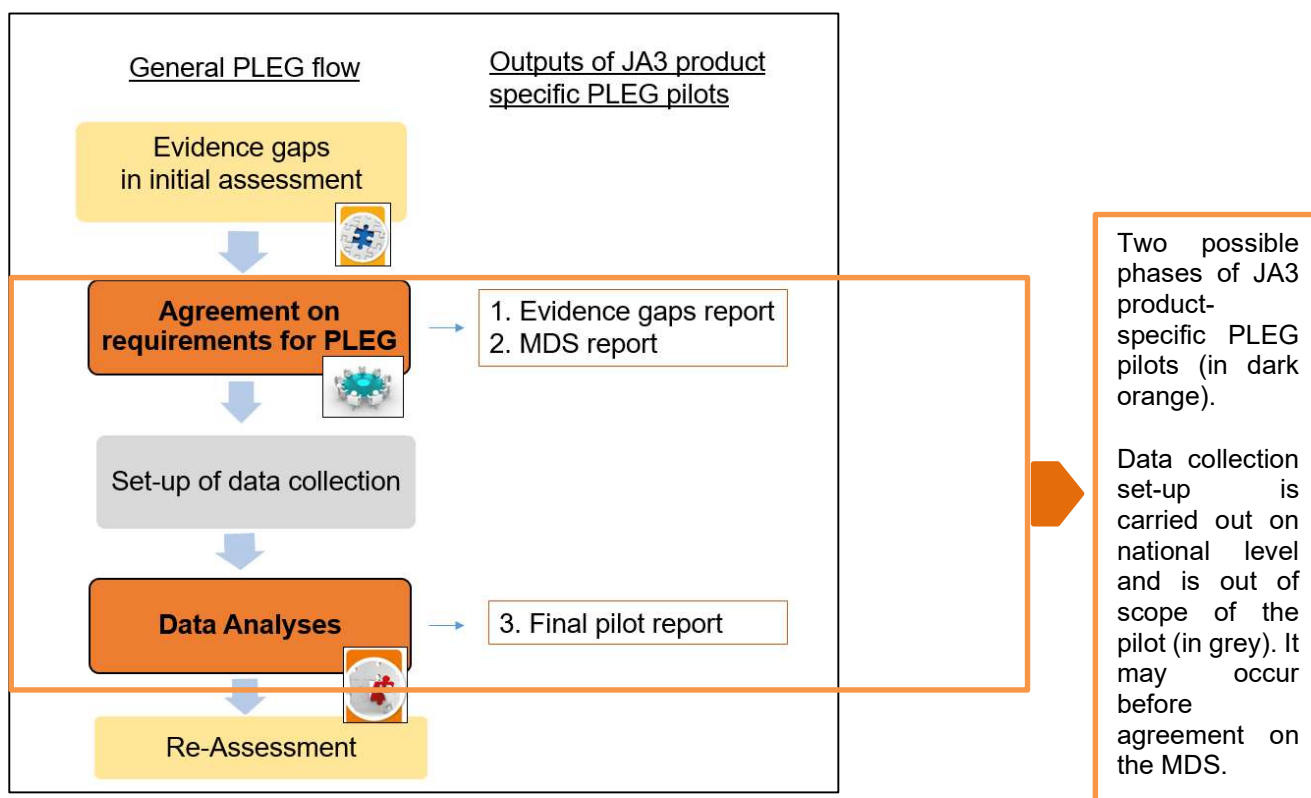 General PLEG flow
Outputs of JA3 product
specific PLEG pilots
Evidence gaps
in initial assessment
Agreement on
requirements for PLEG
1. Evidence gaps report
2. MDS report
Set-up of data collection
Data Analyses
3. Final pilot report
Re-Assessment
Two possible
phases of JA3
product-
specific PLEG
pilots (in dark
orange).
Data collection
set-up is
carried out on
national level
and is out of
scope of the
pilot (in grey). It
may occur
before
agreement on
the MDS.